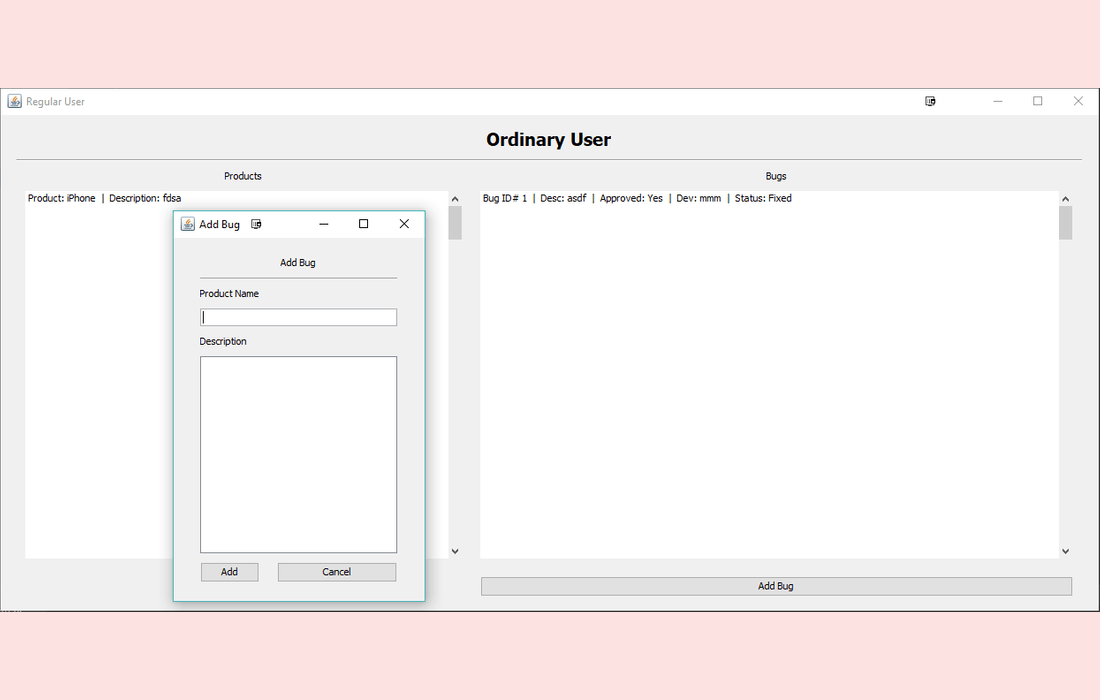 Regular User
Ordinary User
Products
Bugs
Product: iPhone | Description: fdsa
Bug ID# 1 | Desc: asdf | Approved: Yes | Dev: mmm | Status: Fixed
Add Bug
Add Bug
Product Name
Description
Add
Cancel
Add Bug